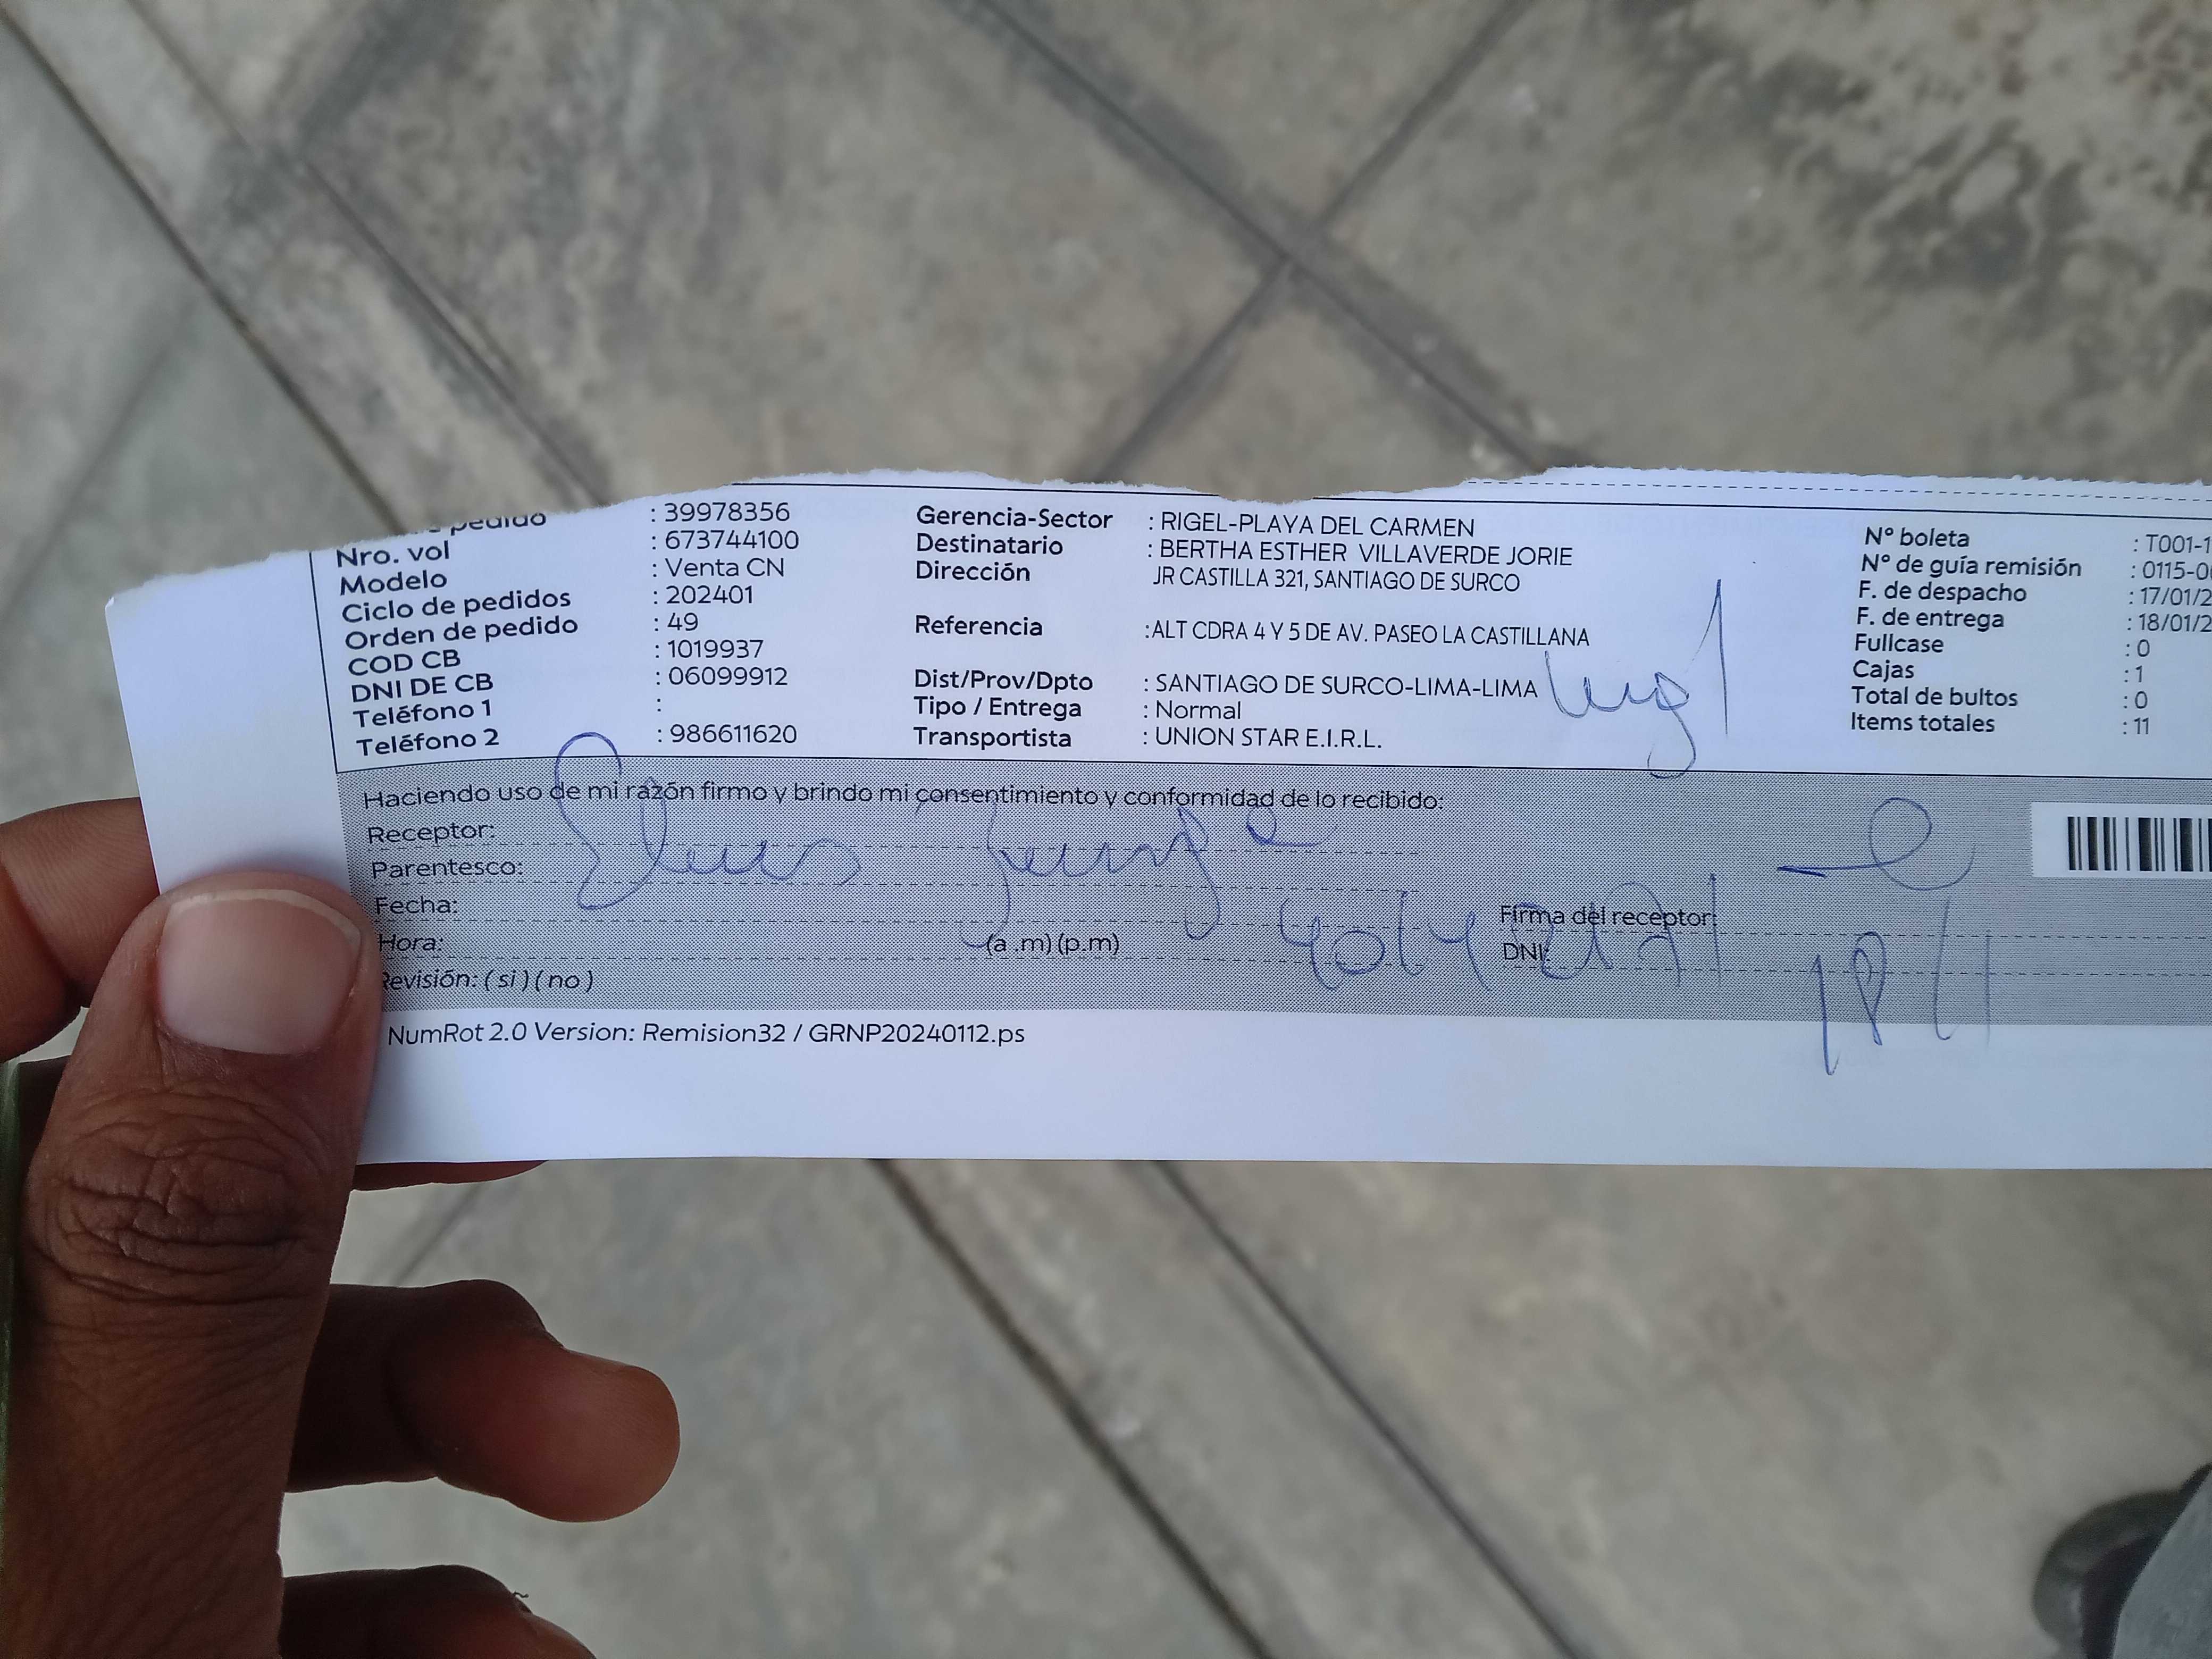 pedido : 39978356
Nro. vol : 673744100
Modelo : Venta CN
Ciclo de pedidos : 202401
Orden de pedido : 49
COD CB : 1019937
DNI DE CB : 06099912
Teléfono 1 :
Teléfono 2 : 986611620
Gerencia-Sector : RIGEL-PLAYA DEL CARMEN
Destinatario : BERTHA ESTHER VILLAVERDE JORIE
Dirección JR CASTILLA 321, SANTIAGO DE SURCO
Referencia :ALT CDRA 4 Y 5 DE AV. PASEO LA CASTILLANA
Dist/Prov/Dpto : SANTIAGO DE SURCO-LIMA-LIMA
Tipo / Entrega : Normal
Transportista : UNION STAR E.I.R.L.
Nº boleta : T001-1
Nº de guía remisión : 0115-0
F. de despacho : 17/01/2
F. de entrega : 18/01/2
Fullcase : 0
Cajas : 1
Total de bultos : 0
Items totales : 11
Haciendo uso de mi razón firmo y brindo mi consentimiento y conformidad de lo recibido:
Receptor:
Parentesco:
Fecha:
Hora: (a .m) (p.m)
Revisión: ( si ) ( no )
Firma del receptor:
DNI:
NumRot 2.0 Version: Remision32 / GRNP20240112.ps